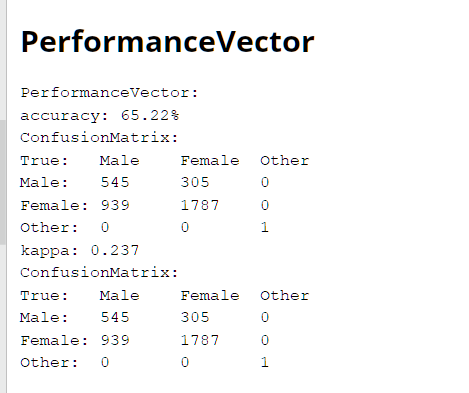 PerformanceVector
PerformanceVector:
accuracy: 65.22%
ConfusionMatrix:
True: Male Female Other
Male: 545 305 0
Female: 939 1787 0
Other: 0 0 1
kappa: 0.237
ConfusionMatrix:
True: Male Female Other
Male: 545 305 0
Female: 939 1787 0
Other: 0 0 1